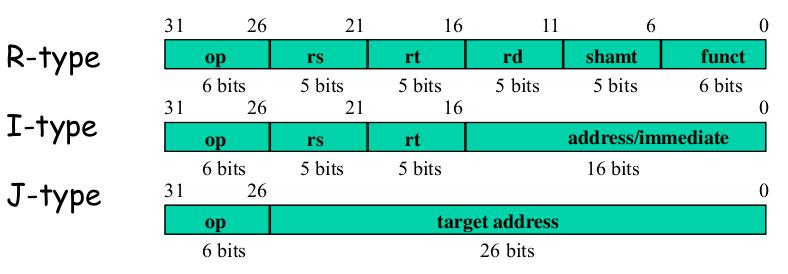 31 26 21 16 11 6 0
R-type op rs rt rd shamt funct
6 bits 5 bits 5 bits 5 bits 5 bits 6 bits
31 26 21 16 0
I-type op rs rt address/immediate
6 bits 5 bits 5 bits 16 bits
31 26 0
J-type op target address
6 bits 26 bits